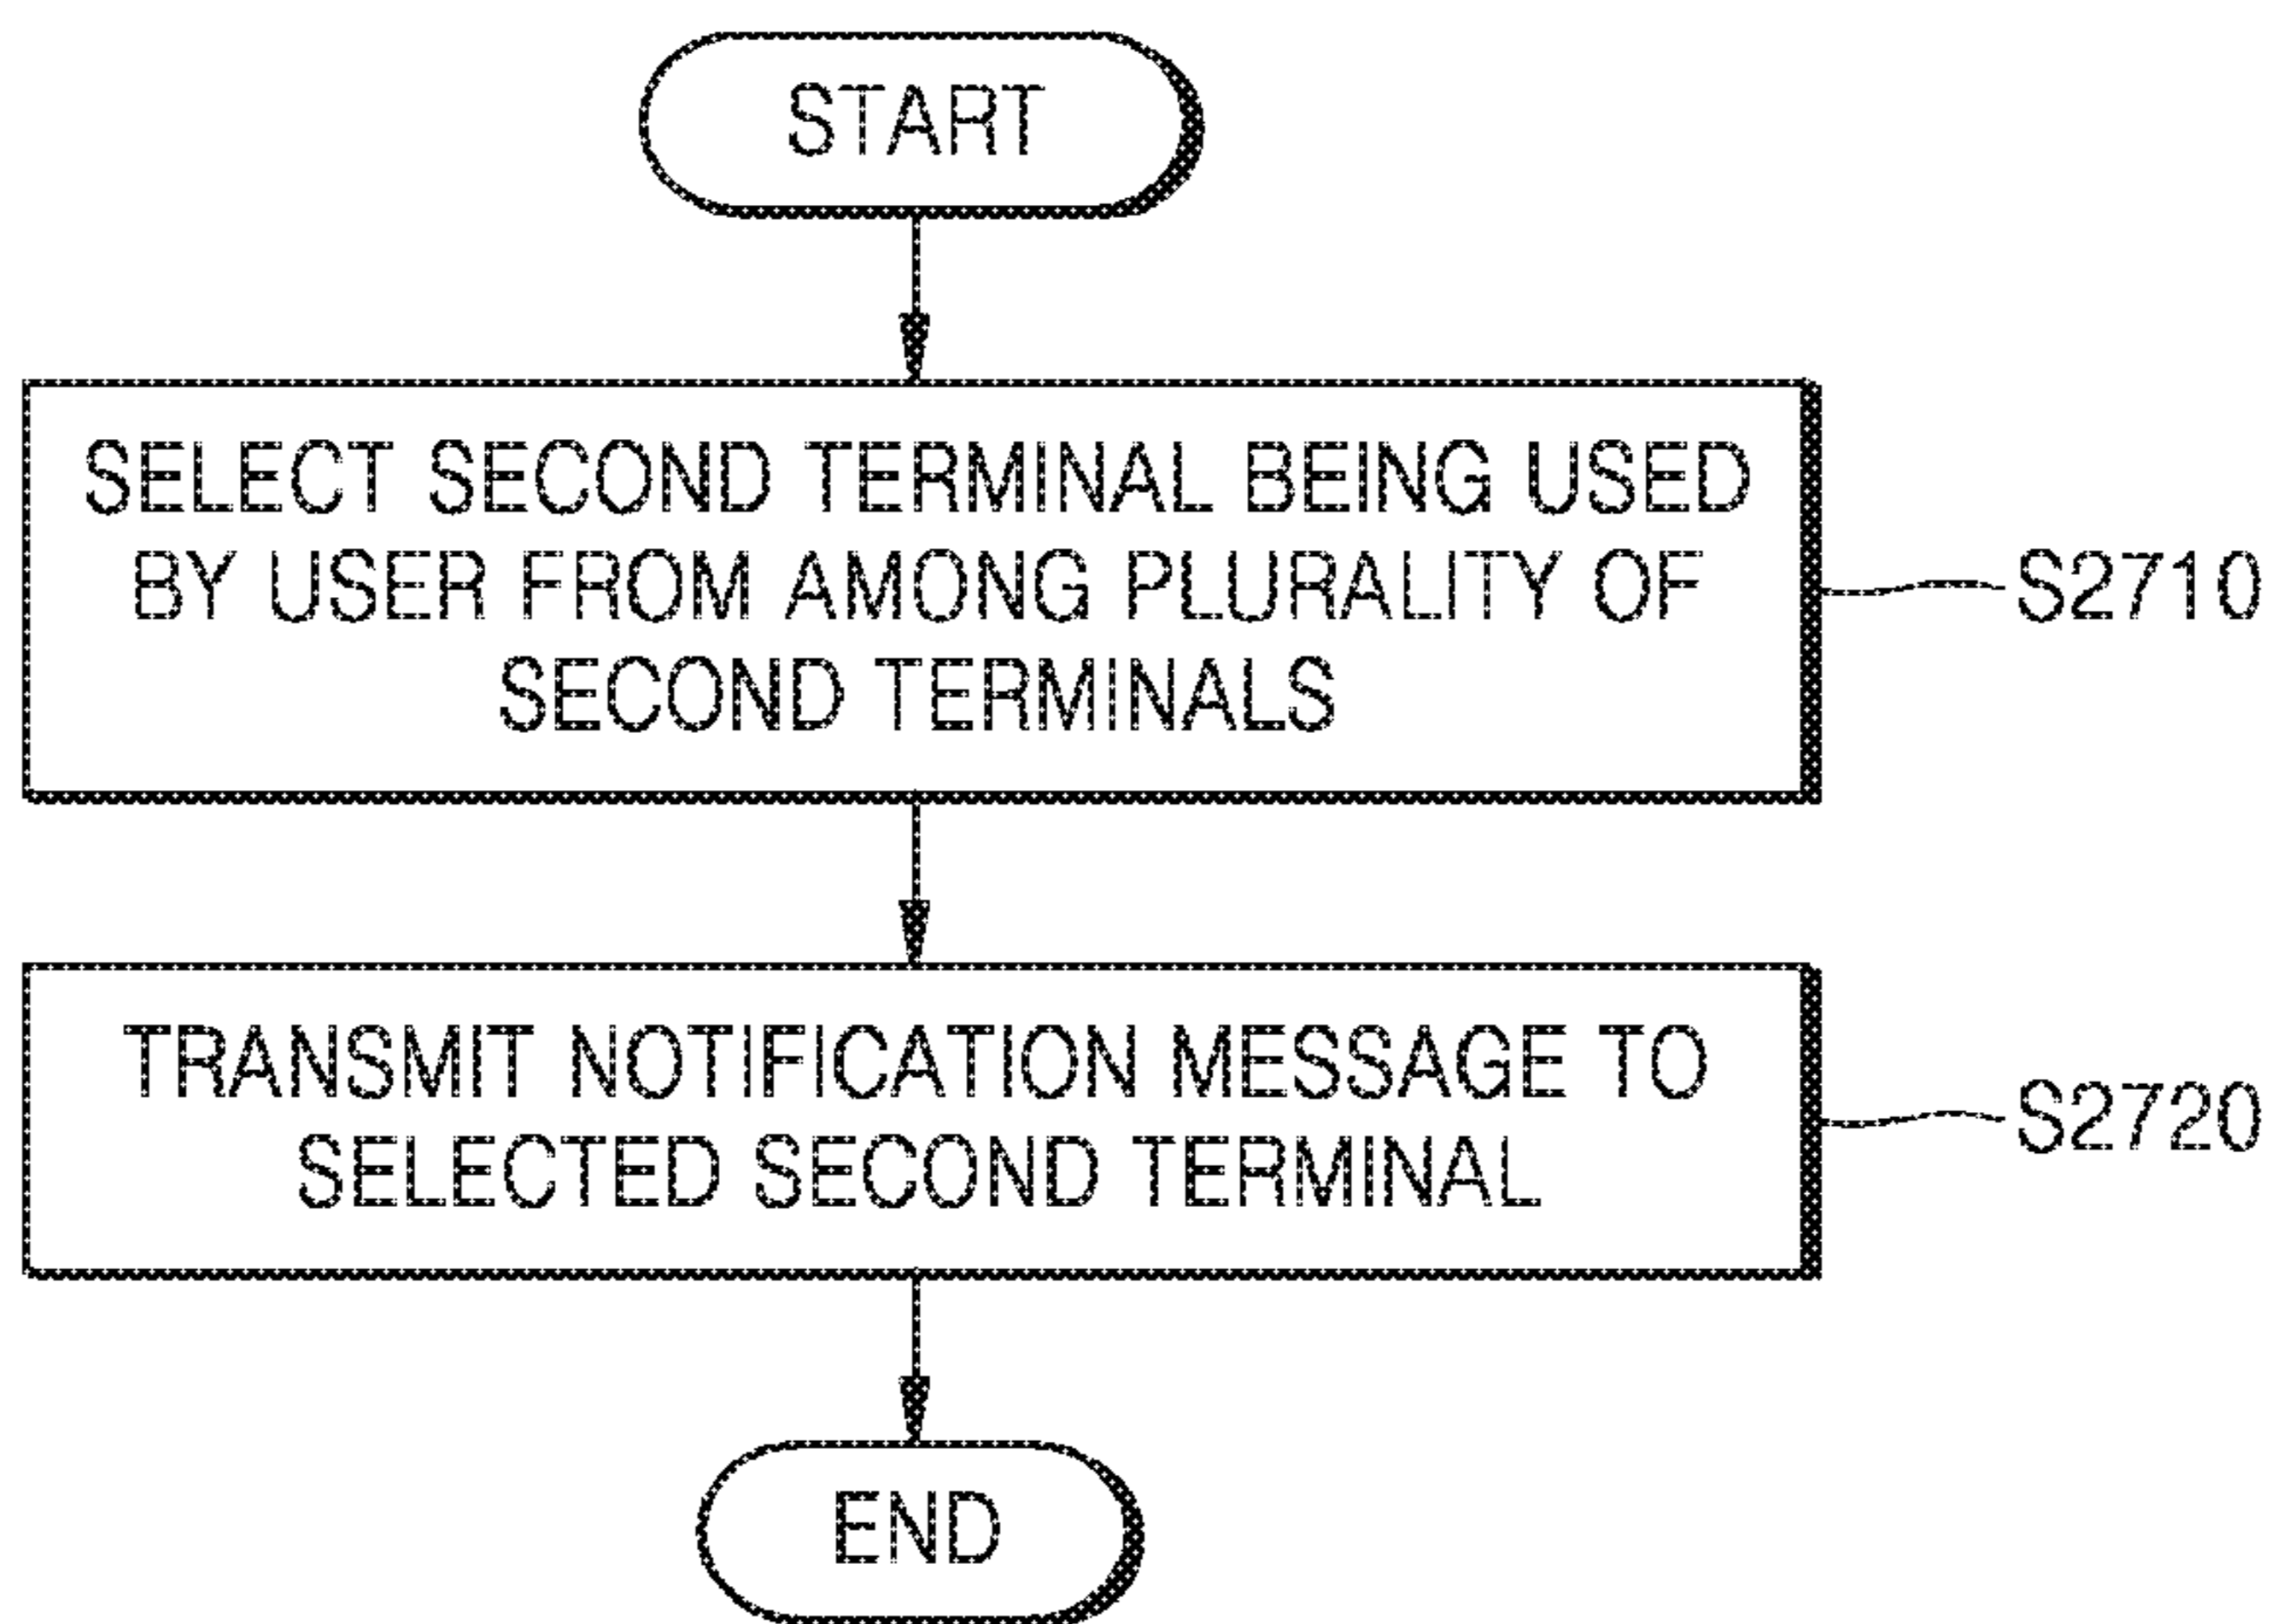 START
SELECT SECOND TERMINAL BEING USED
BY USER FROM AMONG PLURALITY OF
SECOND TERMINALS
S2710
TRANSMIT NOTIFICATION MESSAGE TO
SELECTED SECOND TERMINAL
S2720
END